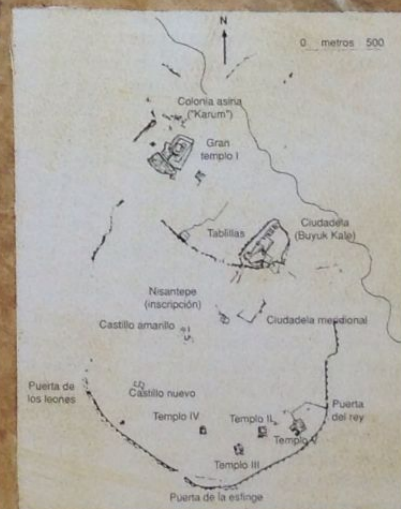 N
0 metros 500
Colonia asiria
("Karum")
Gran
templo I
Tablillas
Ciudadela
(Buyuk Kale)
Nisantepe
(inscripción)
Castillo amarillo
Ciudadela meridional
Puerta de
los leones
Castillo nuevo
Templo IV
Templo II
Puerta
del rey
Templo
Templo III
Puerta de la esfinge